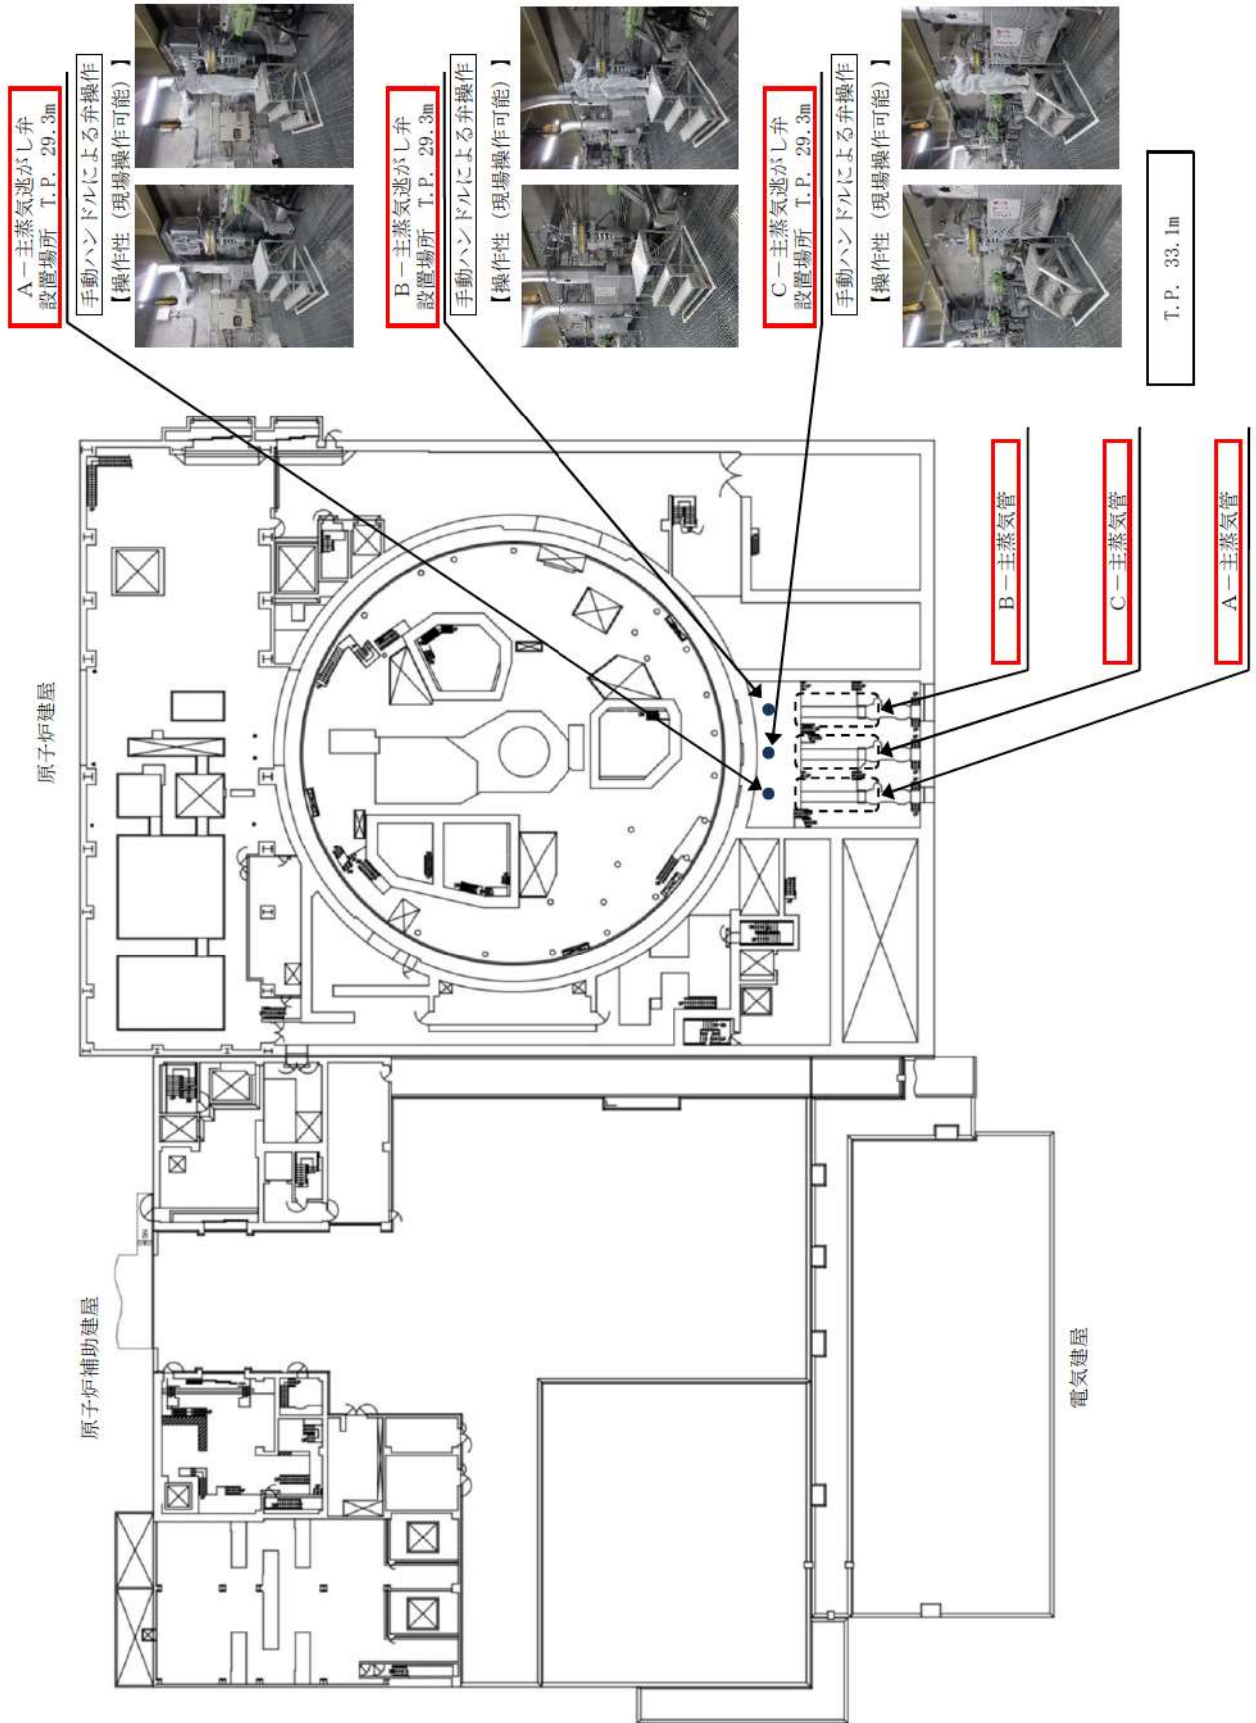 A－主蒸気逃がし弁
設置場所 T.P. 29.3m
手動ハンドルによる弁操作
【操作性（現場操作可能）】
B－主蒸気逃がし弁
設置場所 T.P. 29.3m
手動ハンドルによる弁操作
【操作性（現場操作可能）】
C－主蒸気逃がし弁
設置場所 T.P. 29.3m
手動ハンドルによる弁操作
【操作性（現場操作可能）】
T.P. 33.1m
原子炉建屋
B－主蒸気管
C－主蒸気管
A－主蒸気管
原子炉補助建屋
電気建屋